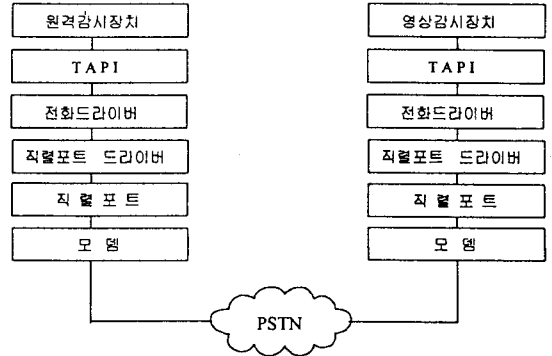 원격감시장치
TAPI
전화드라이버
직렬포트 드라이버
직 렬 포 트
모 뎀
영상감시장치
TAPI
전화드라이버
직렬포트 드라이버
직 렬 포 트
모 뎀
PSTN